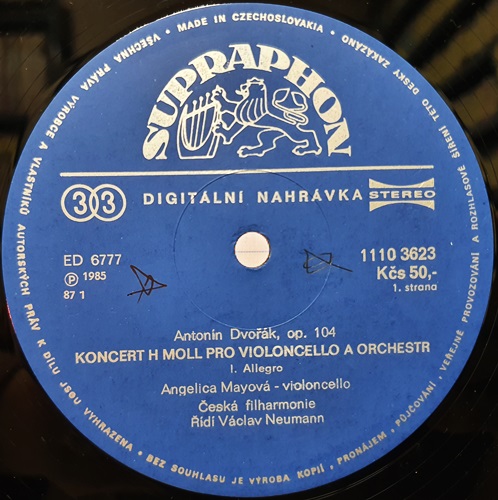 VŠECHNA PRÁVA VÝROBCE A VLASTNÍKŮ AUTORSKÝCH PRÁV K DÍLU JSOU VYHRAZENA • BEZ SOUHLASU JE VÝROBA KOPIÍ, PRONÁJEM, PŮJČOVÁNÍ, VEŘEJNÉ PROVOZOVÁNÍ A ROZHLASOVÉ ŠÍŘENÍ TÉTO DESKY ZAKÁZÁNO • MADE IN CZECHOSLOVAKIA •
SUPRAPHON
33 DIGITÁLNÍ NAHRÁVKA STEREO
ED 6777 1110 3623
Ⓟ 1985 Kčs 50,-
87 1 1. strana
Antonín Dvořák, op. 104
KONCERT H MOLL PRO VIOLONCELLO A ORCHESTR
I. Allegro
Angelica Mayová - violoncello
Česká filharmonie
Řídí Václav Neumann